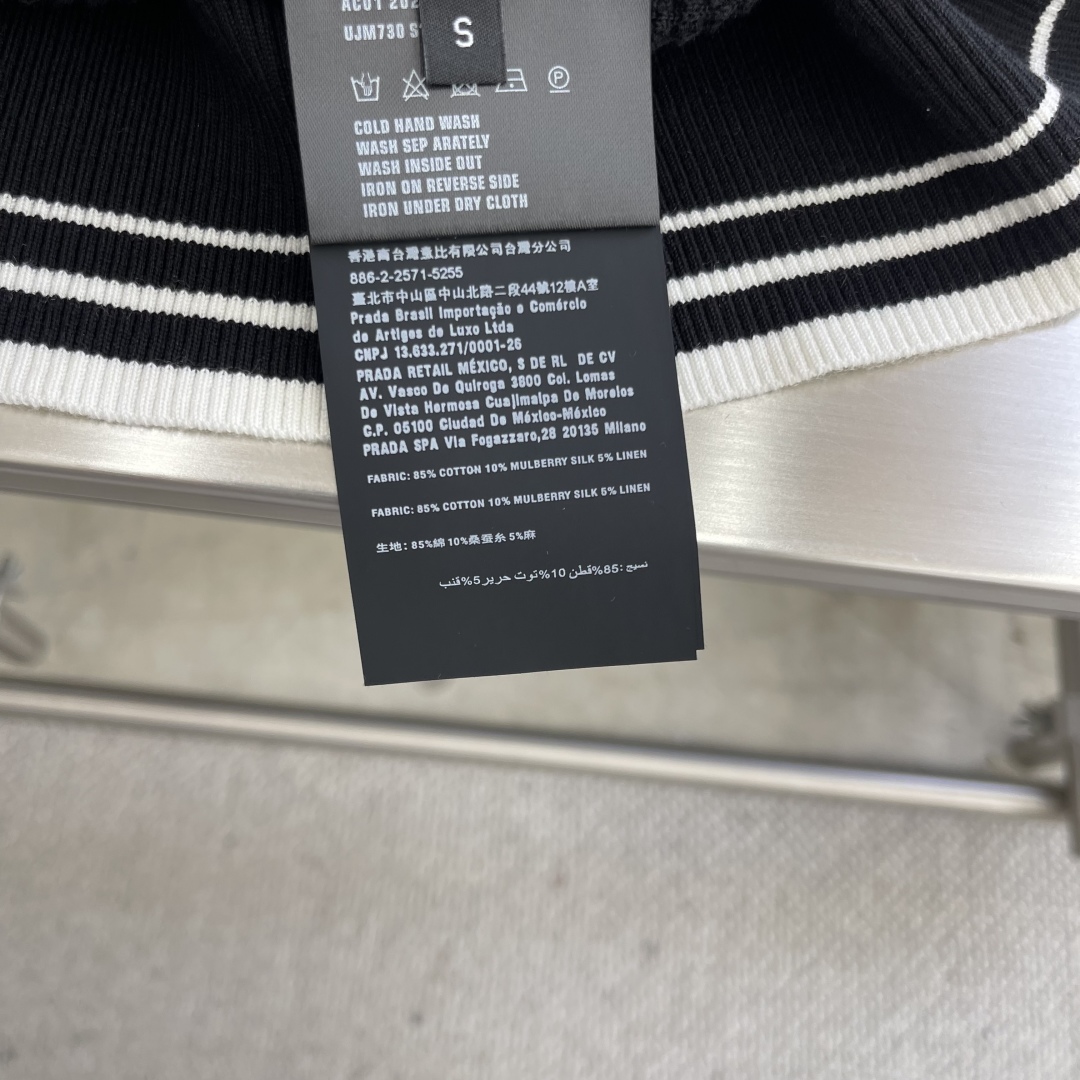 AC01 202
UJM730 S
S
COLD HAND WASH
WASH SEP ARATELY
WASH INSIDE OUT
IRON ON REVERSE SIDE
IRON UNDER DRY CLOTH
香港商台灣壹比有限公司台灣分公司
886-2-2571-5255
臺北市中山區中山北路二段44號12樓A室
Prada Brasil Importação e Comércio
de Artigos de Luxo Ltda
CNPJ 13.633.271/0001-26
PRADA RETAIL MÉXICO, S DE RL DE CV
AV. Vasco De Quiroga 3800 Col. Lomas
De Vista Hermosa Cuajimalpa De Morelos
C.P. 05100 Ciudad De México-México
PRADA SPA Via Fogazzaro,28 20135 Milano
FABRIC: 85% COTTON 10% MULBERRY SILK 5% LINEN
FABRIC: 85% COTTON 10% MULBERRY SILK 5% LINEN
生地: 85%綿 10%桑蚕糸 5%麻
نسيج :85%قطن 10%توت حرير5%قنب